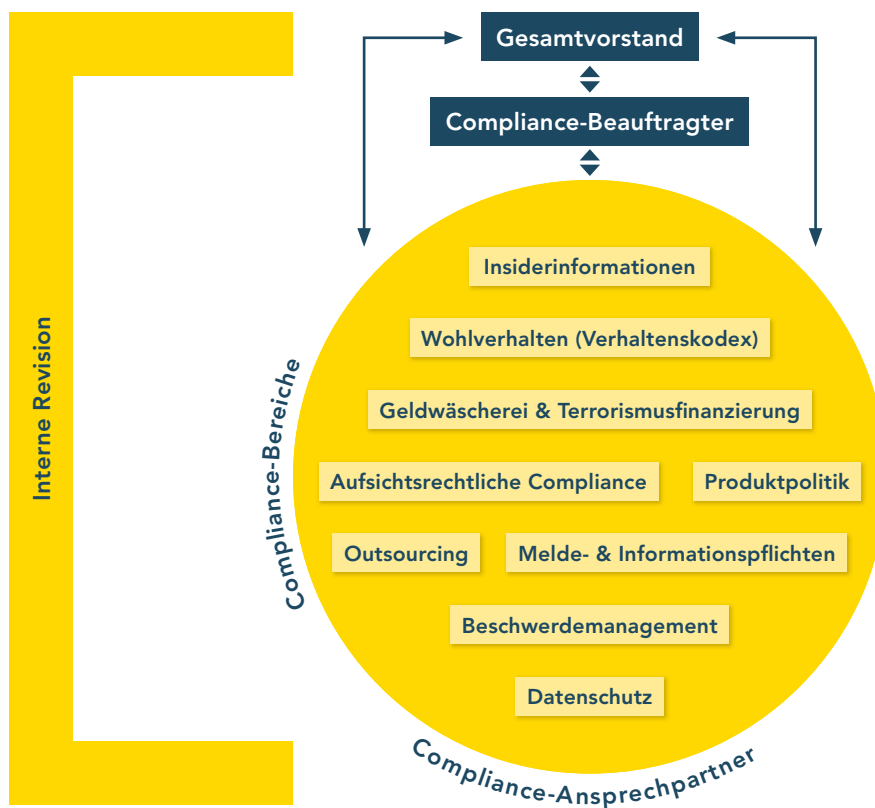 Gesamtvorstand
Compliance-Beauftragter
Interne Revision
Compliance-Bereiche
Insiderinformationen
Wohlverhalten (Verhaltenskodex)
Geldwäscherei & Terrorismusfinanzierung
Aufsichtsrechtliche Compliance
Produktpolitik
Outsourcing
Melde- & Informationspflichten
Beschwerdemanagement
Datenschutz
Compliance-Ansprechpartner